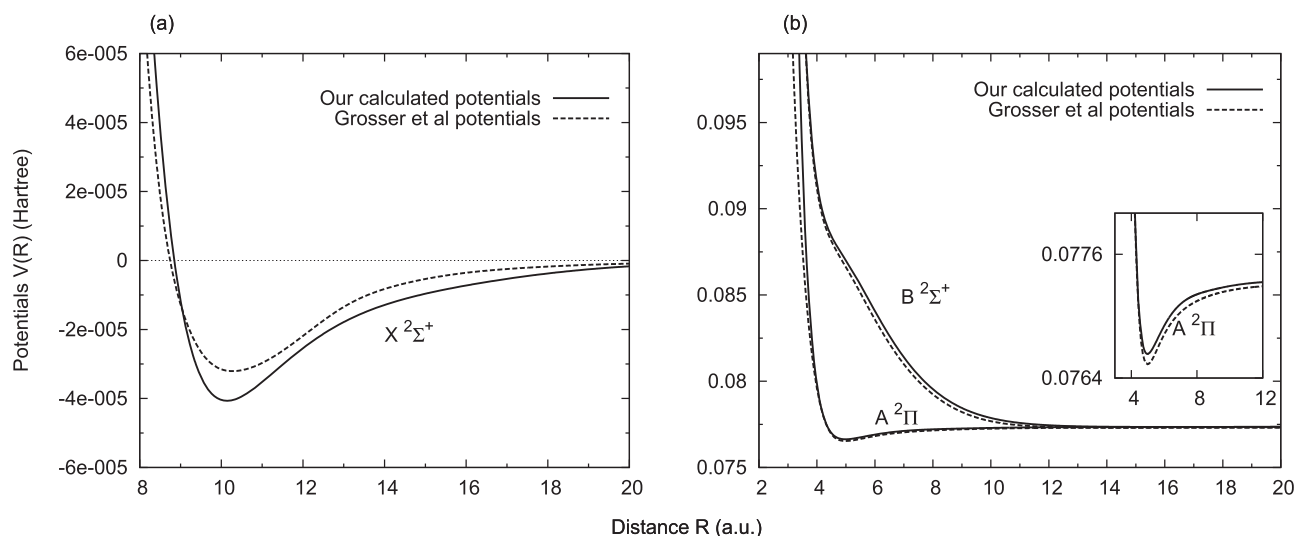 (a)
6e-005
4e-005
2e-005
0
-2e-005
-4e-005
-6e-005
8
10
12
14
16
18
20
Potentials V(R) (Hartree)
Our calculated potentials
Grosser et al potentials
X ²Σ⁺
(b)
0.095
0.09
0.085
0.08
0.075
2
4
6
8
10
12
14
16
18
20
Our calculated potentials
Grosser et al potentials
B ²Σ⁺
A ²Π
0.0776
0.0764
4
8
12
A ²Π
Distance R (a.u.)